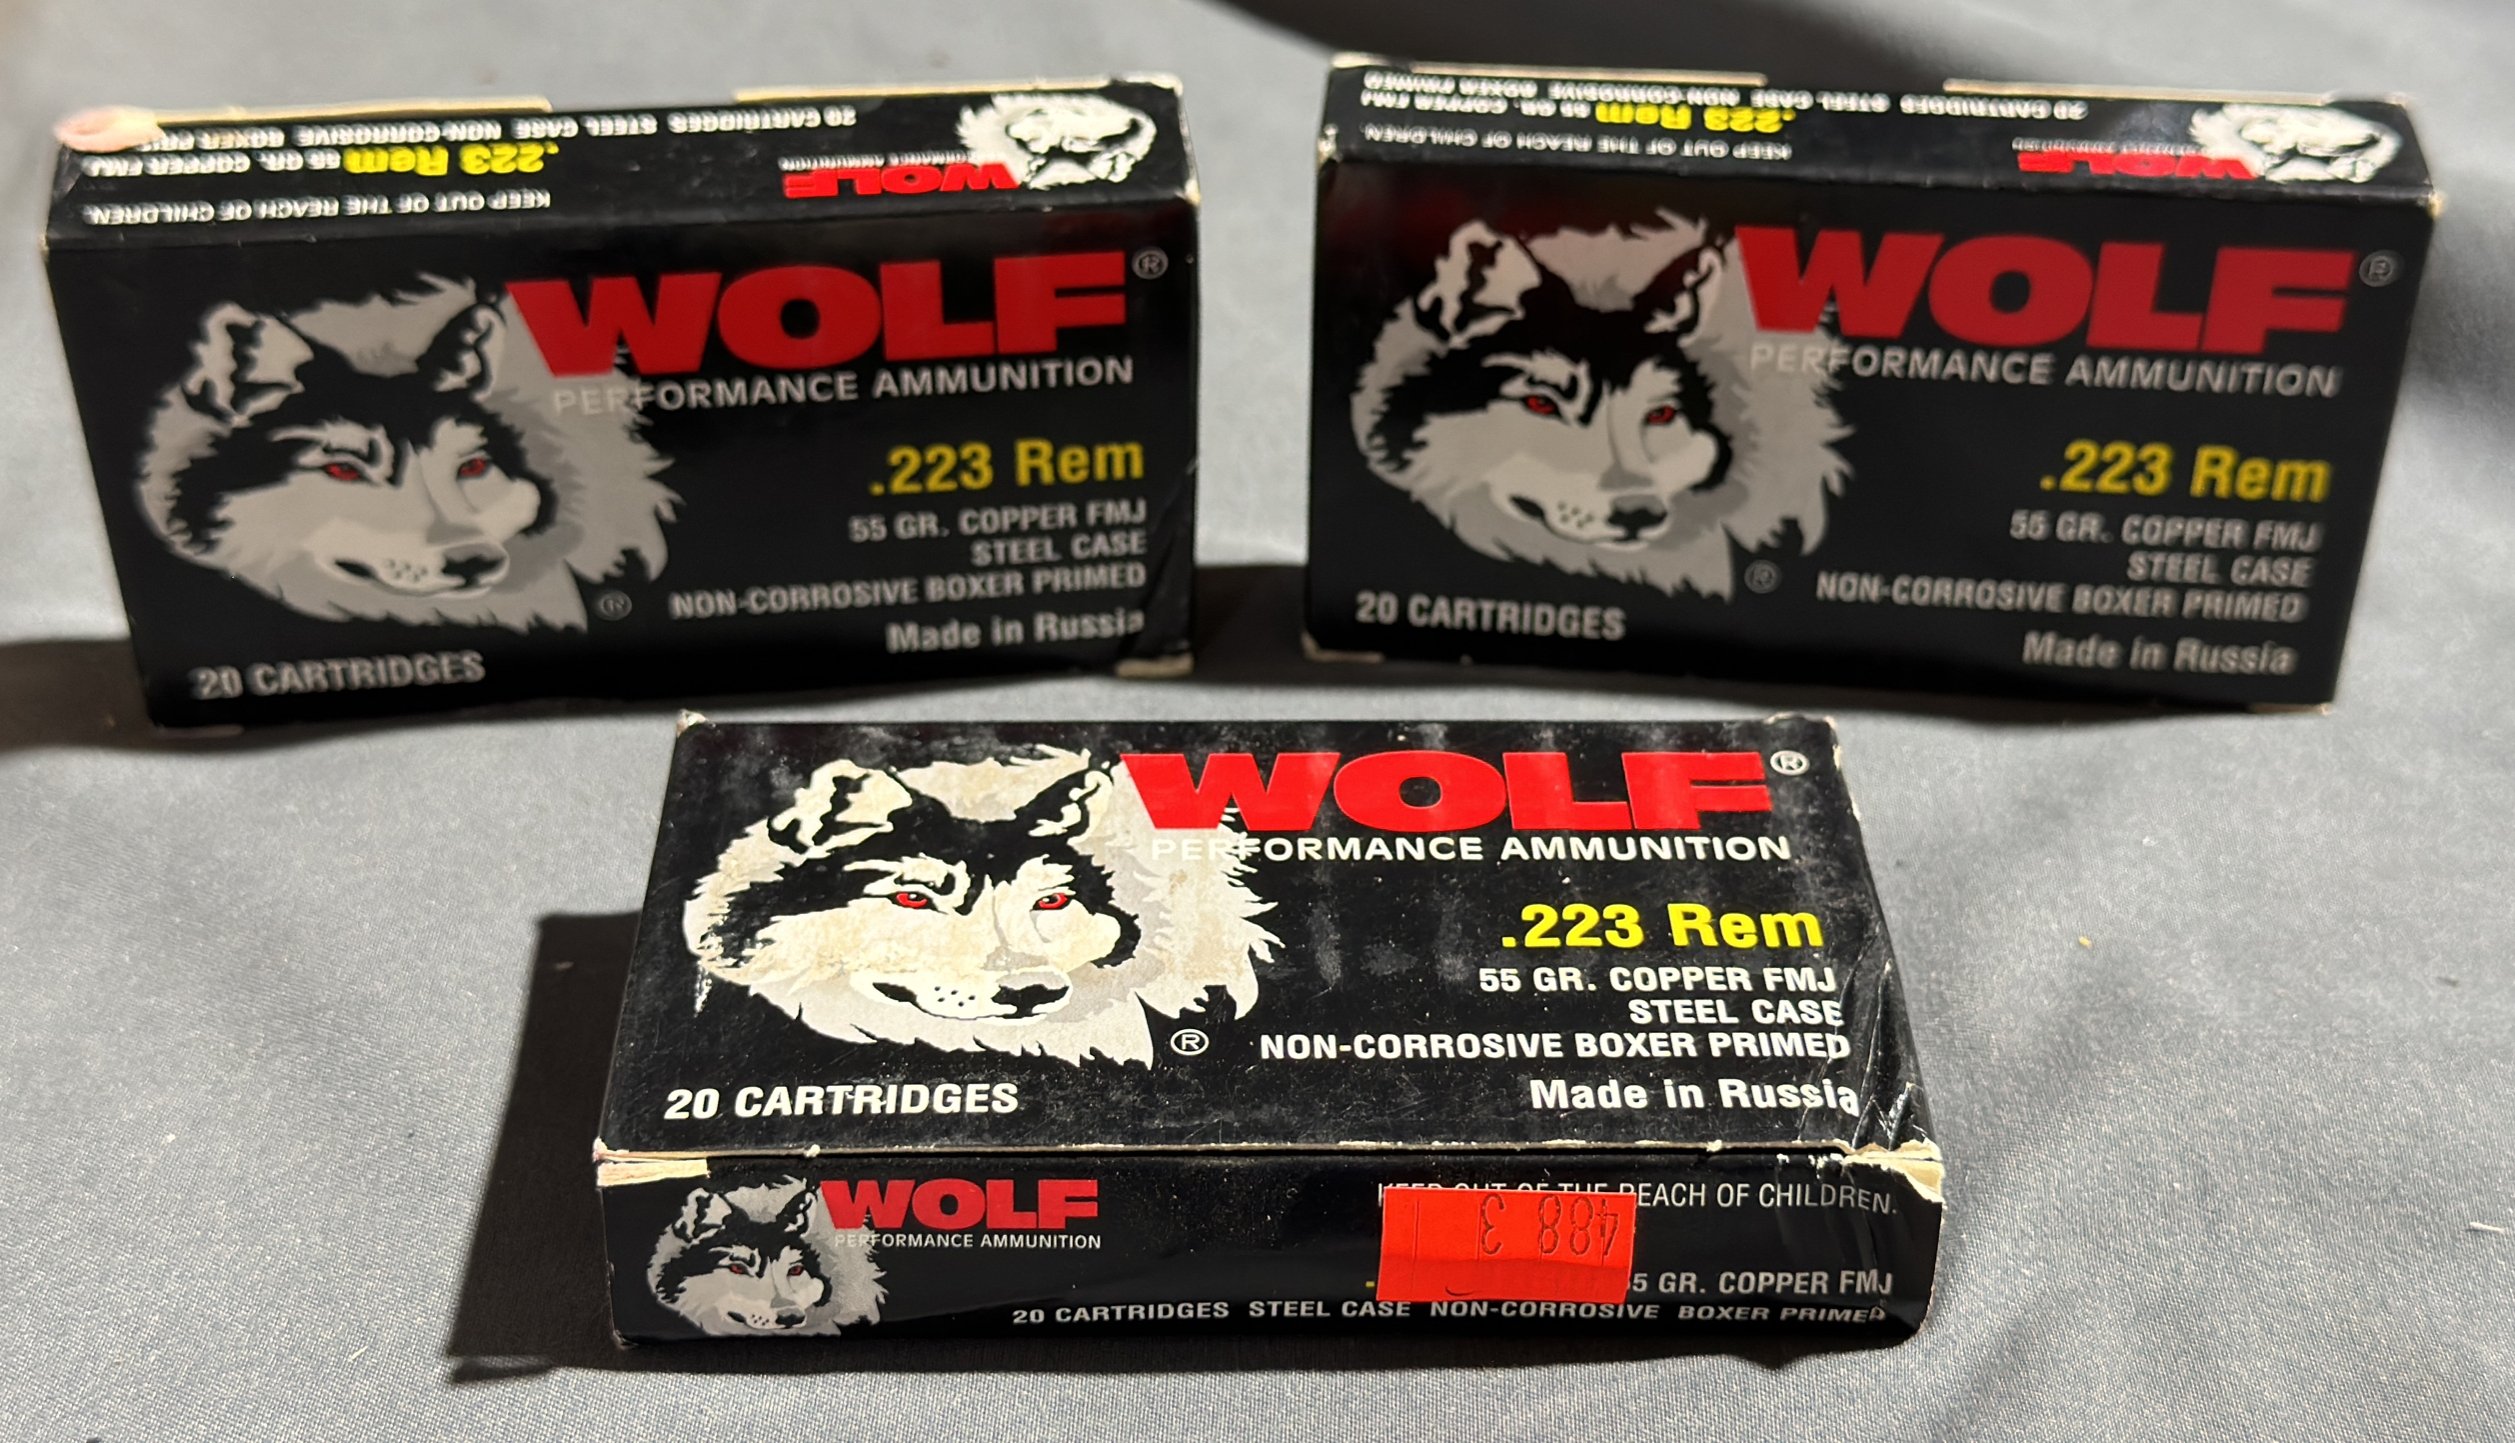 20 CARTRIDGES STEEL CASE NON-CORROSIVE BOXER
.223 Rem 55 GR. COPPER FMJ
KEEP OUT OF THE REACH OF CHILDREN.
WOLF
PERFORMANCE AMMUNITION
WOLF®
PERFORMANCE AMMUNITION
.223 Rem
55 GR. COPPER FMJ
STEEL CASE
NON-CORROSIVE BOXER PRIMED
Made in Russia
®
20 CARTRIDGES
20 CARTRIDGES STEEL CASE NON-CORROSIVE BOXER PRIMED
.223 Rem 55 GR. COPPER FMJ
KEEP OUT OF THE REACH OF CHILDREN.
WOLF
WOLF®
PERFORMANCE AMMUNITION
.223 Rem
55 GR. COPPER FMJ
STEEL CASE
NON-CORROSIVE BOXER PRIMED
Made in Russia
®
20 CARTRIDGES
WOLF®
PERFORMANCE AMMUNITION
.223 Rem
55 GR. COPPER FMJ
STEEL CASE
NON-CORROSIVE BOXER PRIMED
Made in Russia
®
20 CARTRIDGES
WOLF
PERFORMANCE AMMUNITION
KEEP OUT OF THE REACH OF CHILDREN.
488 3
GR. COPPER FMJ
20 CARTRIDGES STEEL CASE NON-CORROSIVE BOXER PRIMED